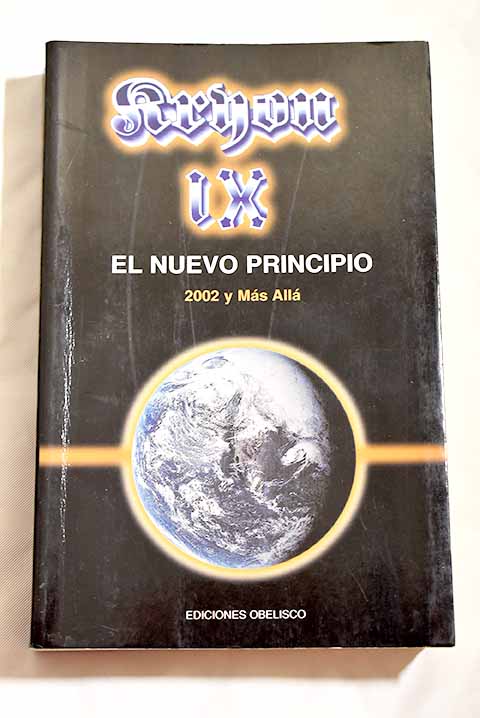 Kryon
IX
EL NUEVO PRINCIPIO
2002 y Más Allá
EDICIONES OBELISCO